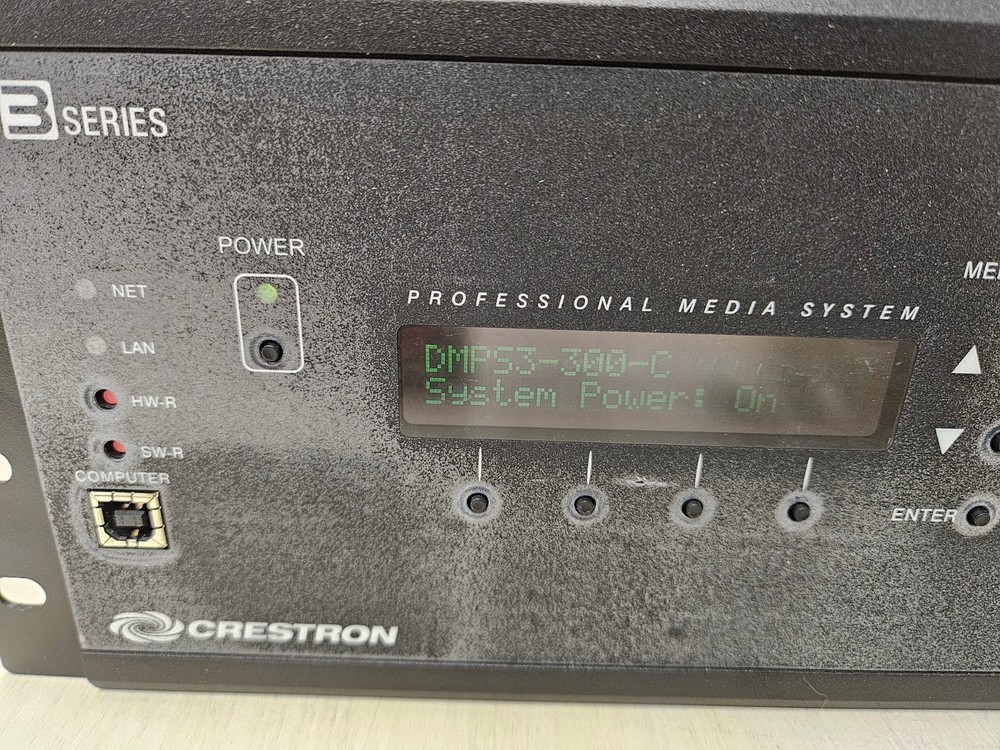 3 SERIES
POWER
NET
LAN
HW-R
SW-R
COMPUTER
PROFESSIONAL MEDIA SYSTEM
DMPS3-300-C
System Power: On
ENTER
CRESTRON